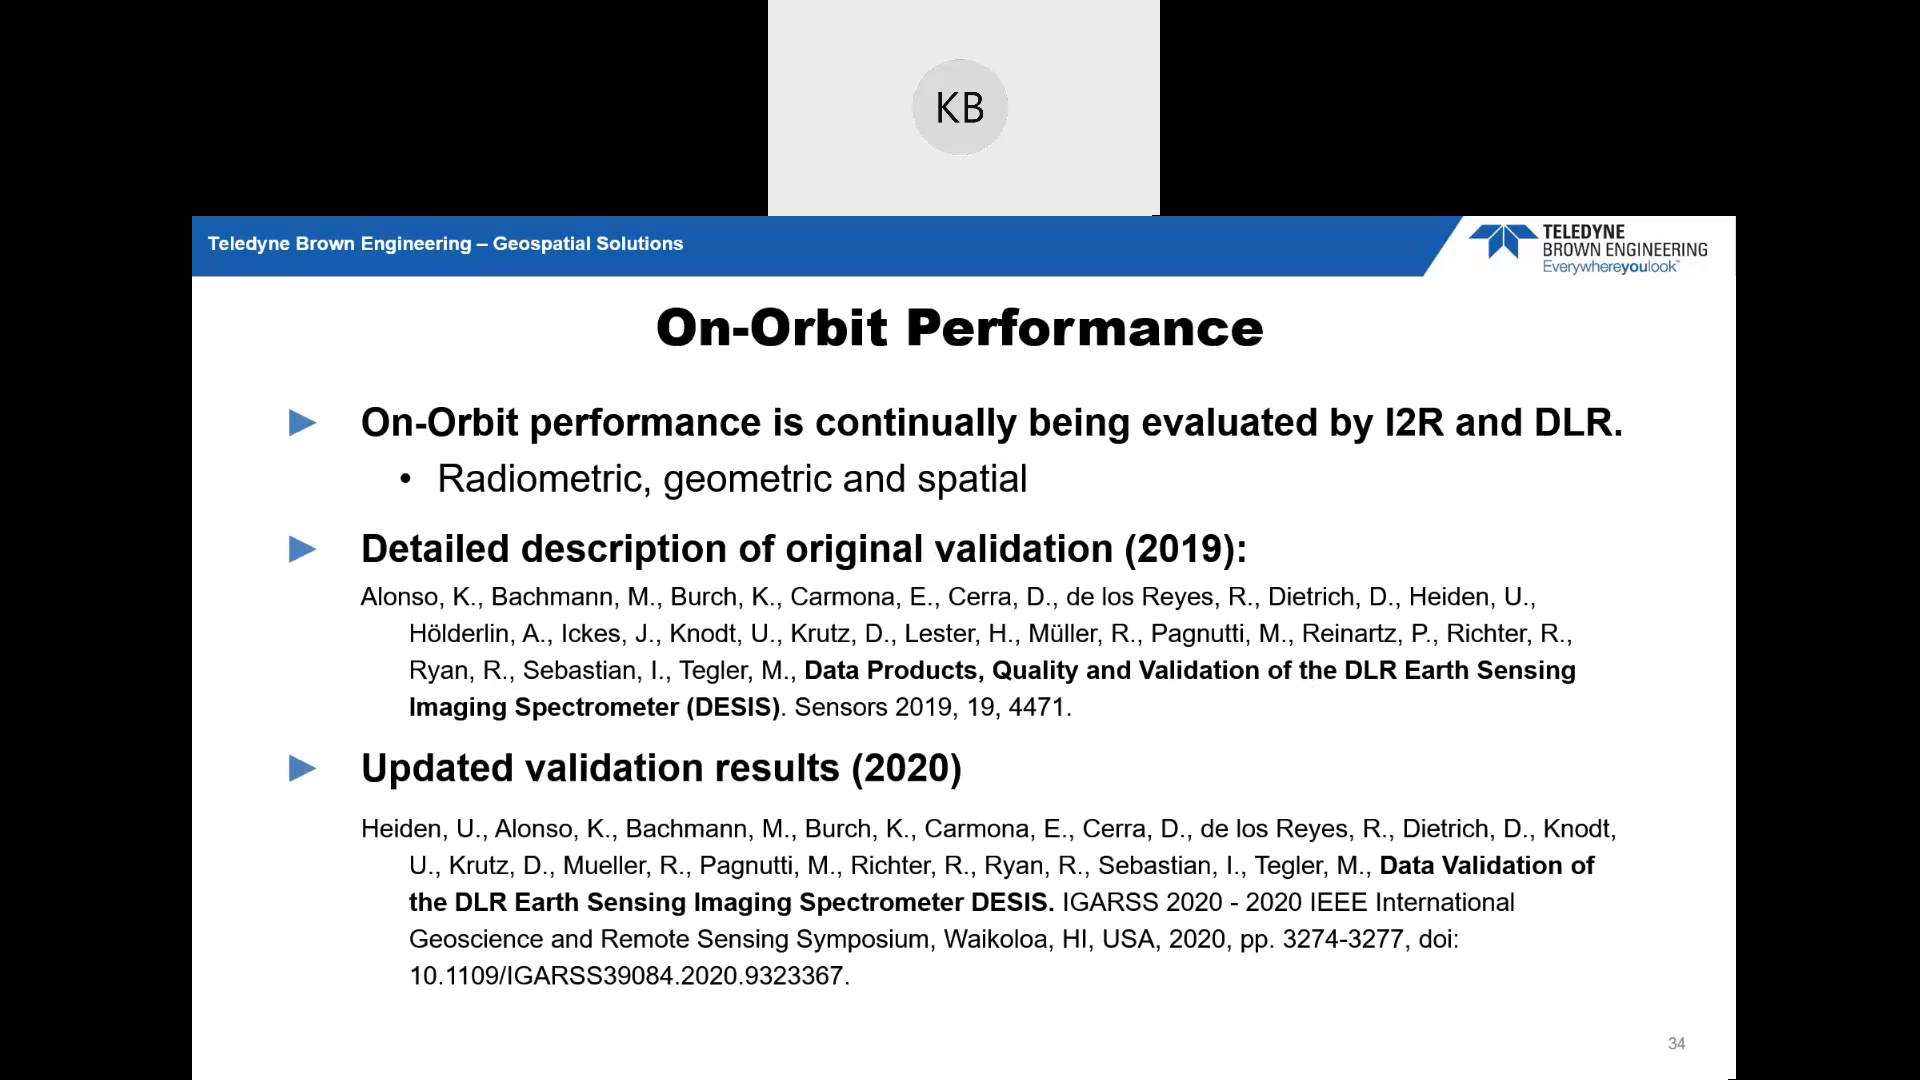 KB
Teledyne Brown Engineering – Geospatial Solutions
TELEDYNE
BROWN ENGINEERING
Everywhereyoulook™
On-Orbit Performance
► On-Orbit performance is continually being evaluated by I2R and DLR.
• Radiometric, geometric and spatial
► Detailed description of original validation (2019):
Alonso, K., Bachmann, M., Burch, K., Carmona, E., Cerra, D., de los Reyes, R., Dietrich, D., Heiden, U.,
Hölderlin, A., Ickes, J., Knodt, U., Krutz, D., Lester, H., Müller, R., Pagnutti, M., Reinartz, P., Richter, R.,
Ryan, R., Sebastian, I., Tegler, M., Data Products, Quality and Validation of the DLR Earth Sensing
Imaging Spectrometer (DESIS). Sensors 2019, 19, 4471.
► Updated validation results (2020)
Heiden, U., Alonso, K., Bachmann, M., Burch, K., Carmona, E., Cerra, D., de los Reyes, R., Dietrich, D., Knodt,
U., Krutz, D., Mueller, R., Pagnutti, M., Richter, R., Ryan, R., Sebastian, I., Tegler, M., Data Validation of
the DLR Earth Sensing Imaging Spectrometer DESIS. IGARSS 2020 - 2020 IEEE International
Geoscience and Remote Sensing Symposium, Waikoloa, HI, USA, 2020, pp. 3274-3277, doi:
10.1109/IGARSS39084.2020.9323367.
34